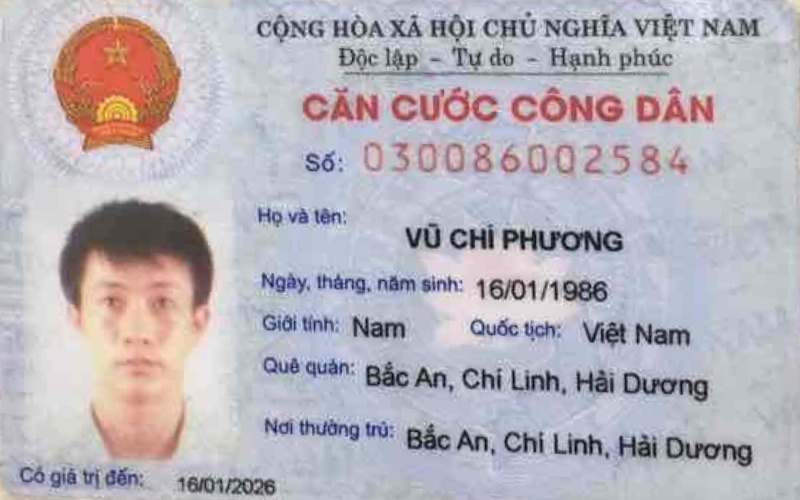 CỘNG HÒA XÃ HỘI CHỦ NGHĨA VIỆT NAM
Độc lập - Tự do - Hạnh phúc
CĂN CƯỚC CÔNG DÂN
Số: 030086002584
Họ và tên:
VŨ CHÍ PHƯƠNG
Ngày, tháng, năm sinh: 16/01/1986
Giới tính: Nam Quốc tịch: Việt Nam
Quê quán: Bắc An, Chí Linh, Hải Dương
Nơi thường trú: Bắc An, Chí Linh, Hải Dương
Có giá trị đến: 16/01/2026